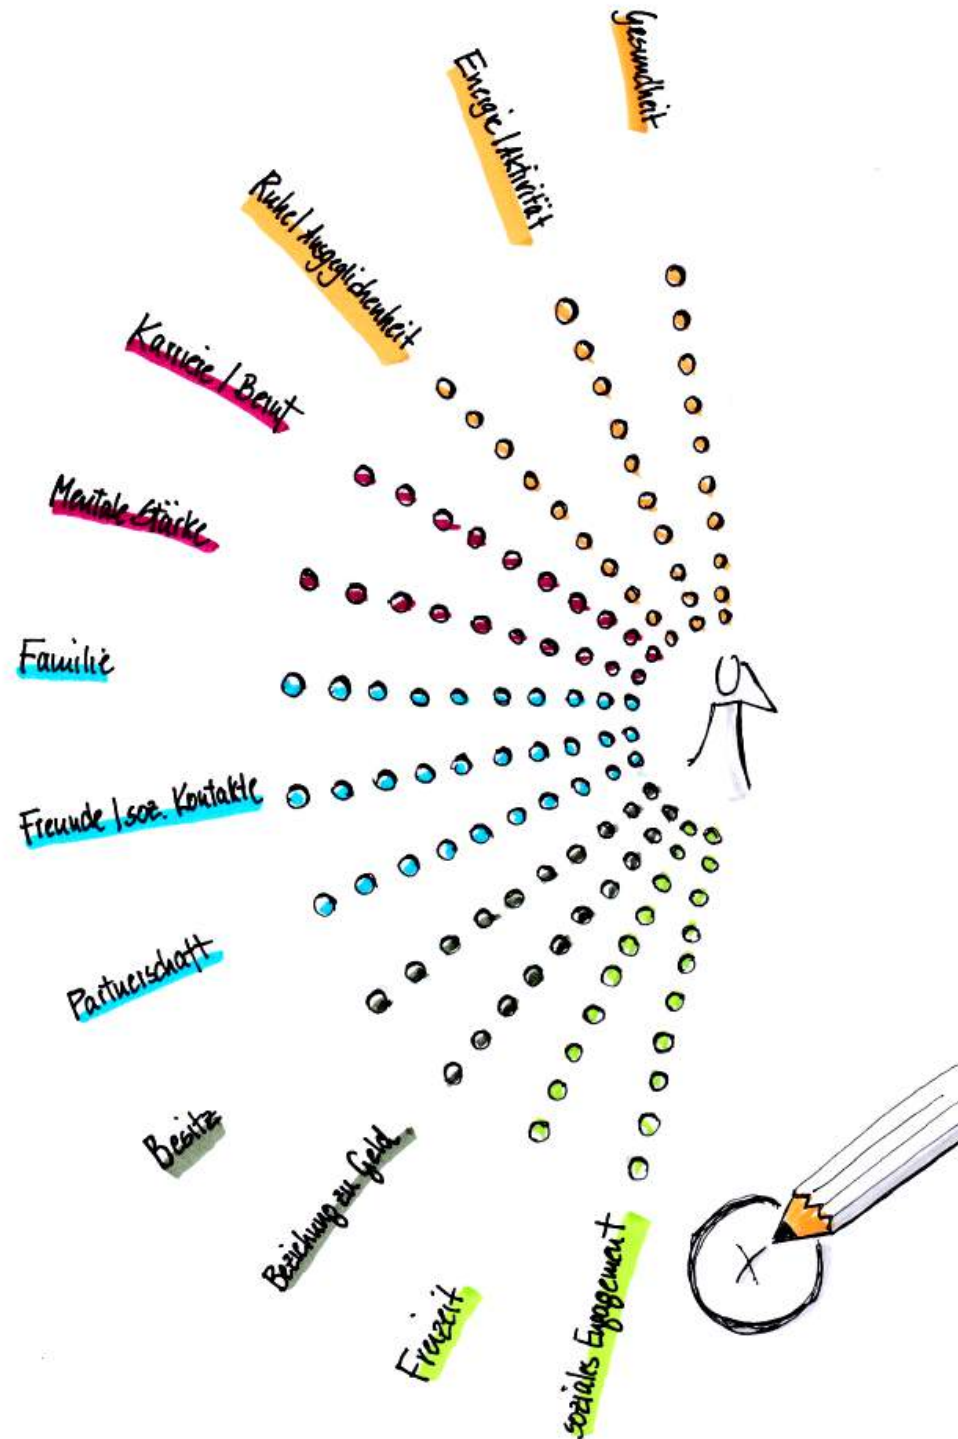 Gesundheit
Energie / Aktivität
Ruhe / Ausgeglichenheit
Karriere / Beruf
Mentale Stärke
Familie
Freunde / soz. Kontakte
Partnerschaft
Besitz
Beziehung zu Geld
Freizeit
soziales Engagement
X